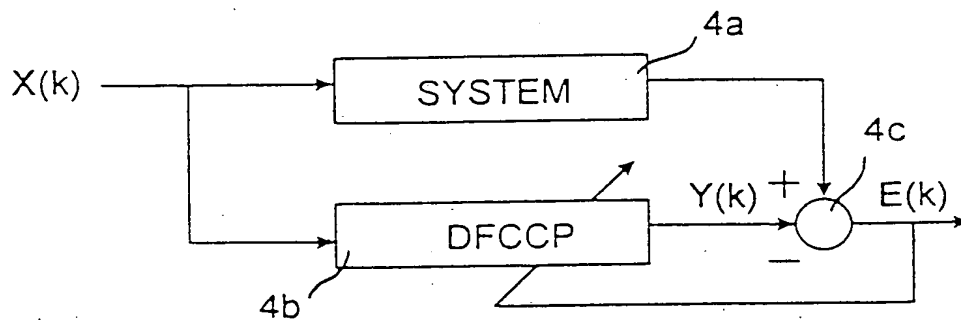 4a
X(k)
SYSTEM
4c
+
Y(k)
E(k)
DFCCP
−
4b